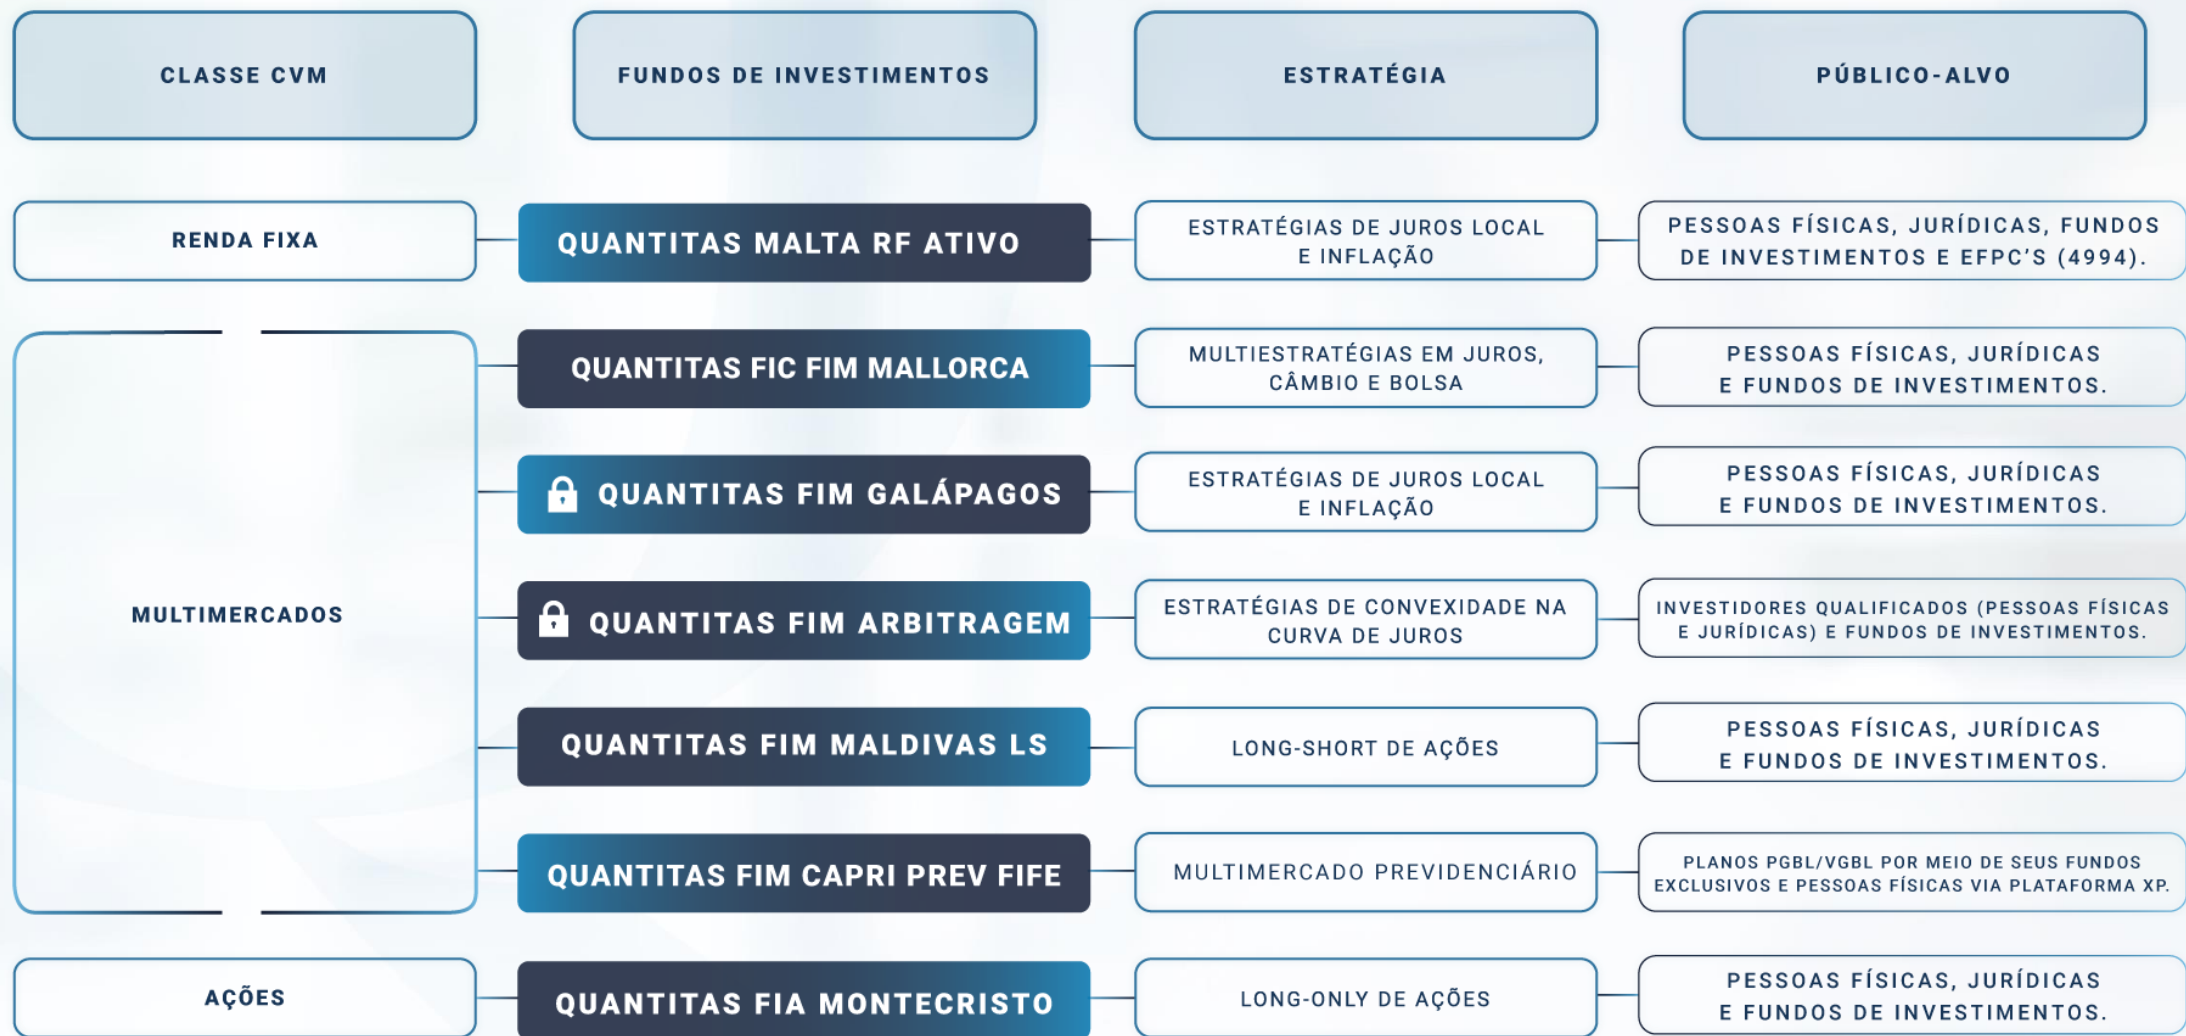 CLASSE CVM
FUNDOS DE INVESTIMENTOS
ESTRATÉGIA
PÚBLICO-ALVO
RENDA FIXA
QUANTITAS MALTA RF ATIVO
ESTRATÉGIAS DE JUROS LOCAL
E INFLAÇÃO
PESSOAS FÍSICAS, JURÍDICAS, FUNDOS
DE INVESTIMENTOS E EFPC'S (4994).
MULTIMERCADOS
QUANTITAS FIC FIM MALLORCA
MULTIESTRATÉGIAS EM JUROS,
CÂMBIO E BOLSA
PESSOAS FÍSICAS, JURÍDICAS
E FUNDOS DE INVESTIMENTOS.
QUANTITAS FIM GALÁPAGOS
ESTRATÉGIAS DE JUROS LOCAL
E INFLAÇÃO
PESSOAS FÍSICAS, JURÍDICAS
E FUNDOS DE INVESTIMENTOS.
QUANTITAS FIM ARBITRAGEM
ESTRATÉGIAS DE CONVEXIDADE NA
CURVA DE JUROS
INVESTIDORES QUALIFICADOS (PESSOAS FÍSICAS
E JURÍDICAS) E FUNDOS DE INVESTIMENTOS.
QUANTITAS FIM MALDIVAS LS
LONG-SHORT DE AÇÕES
PESSOAS FÍSICAS, JURÍDICAS
E FUNDOS DE INVESTIMENTOS.
QUANTITAS FIM CAPRI PREV FIFE
MULTIMERCADO PREVIDENCIÁRIO
PLANOS PGBL/VGBL POR MEIO DE SEUS FUNDOS
EXCLUSIVOS E PESSOAS FÍSICAS VIA PLATAFORMA XP.
AÇÕES
QUANTITAS FIA MONTECRISTO
LONG-ONLY DE AÇÕES
PESSOAS FÍSICAS, JURÍDICAS
E FUNDOS DE INVESTIMENTOS.